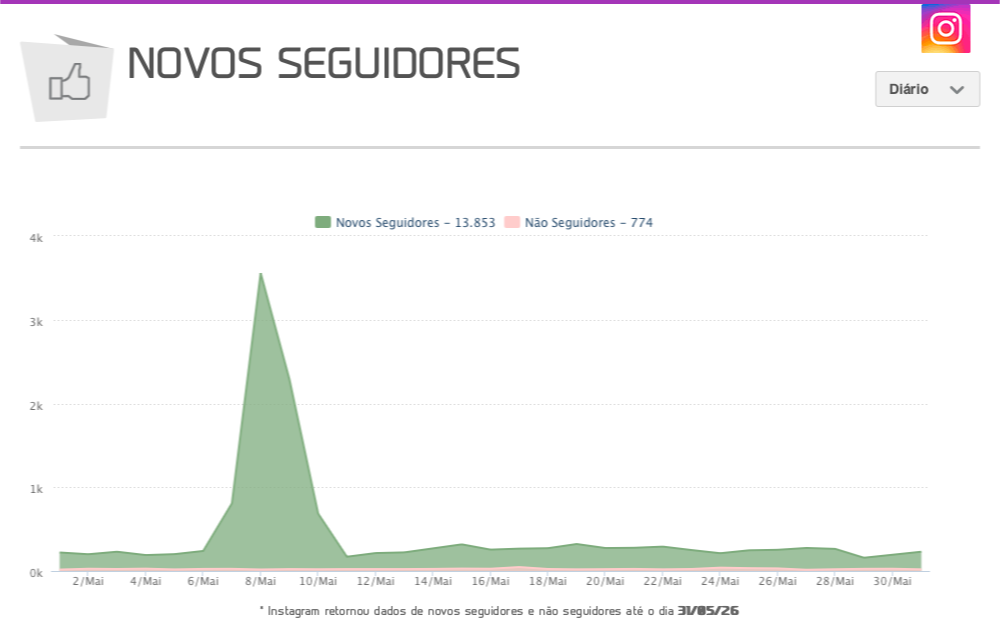 NOVOS SEGUIDORES
Diário
Novos Seguidores – 13.853 Não Seguidores – 774
4k
3k
2k
1k
0k
2/Mai 4/Mai 6/Mai 8/Mai 10/Mai 12/Mai 14/Mai 16/Mai 18/Mai 20/Mai 22/Mai 24/Mai 26/Mai 28/Mai 30/Mai
* Instagram retornou dados de novos seguidores e não seguidores até o dia 31/05/26